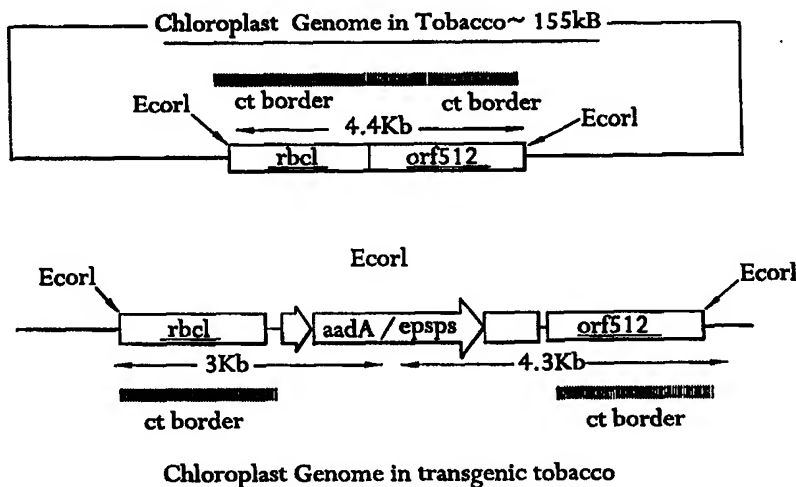 Chloroplast Genome in Tobacco~ 155kB
ct border ct border
Ecorl Ecorl
4.4Kb
rbcl orf512
Ecorl
Ecorl Ecorl
rbcl aadA/epsps orf512
3Kb 4.3Kb
ct border ct border
Chloroplast Genome in transgenic tobacco